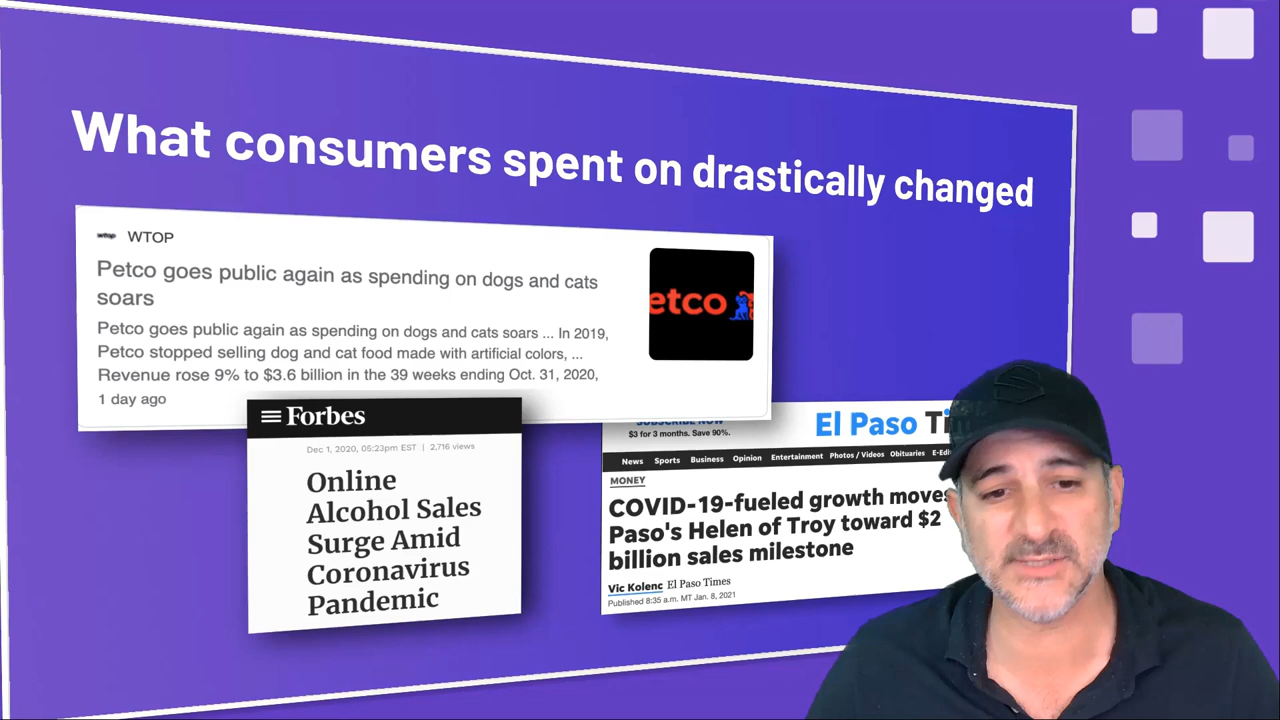 What consumers spent on drastically changed
wtop WTOP
Petco goes public again as spending on dogs and cats
soars
Petco goes public again as spending on dogs and cats soars ... In 2019,
Petco stopped selling dog and cat food made with artificial colors, ...
Revenue rose 9% to $3.6 billion in the 39 weeks ending Oct. 31, 2020,
1 day ago
etco
Forbes
Dec 1, 2020, 05:23pm EST | 2,716 views
Online
Alcohol Sales
Surge Amid
Coronavirus
Pandemic
SUBSCRIBE NOW
$3 for 3 months. Save 90%.
El Paso Ti
News Sports Business Opinion Entertainment Photos / Videos Obituaries E-Edi
MONEY
COVID-19-fueled growth moves
Paso's Helen of Troy toward $2
billion sales milestone
Vic Kolenc El Paso Times
Published 8:35 a.m. MT Jan. 8, 2021